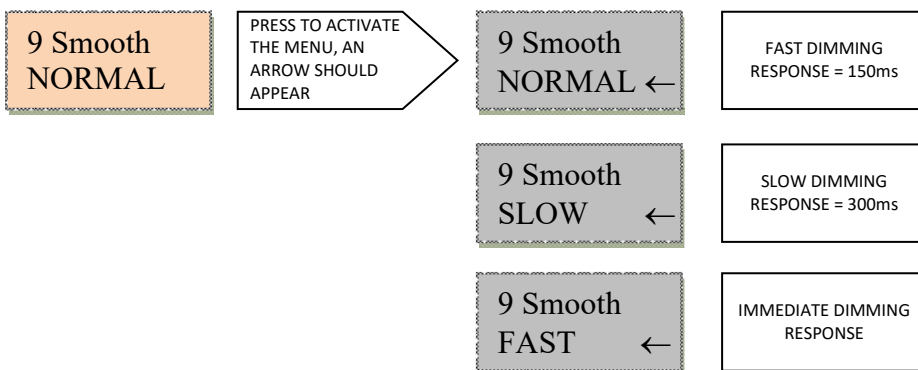 9 Smooth
NORMAL
PRESS TO ACTIVATE
THE MENU, AN
ARROW SHOULD
APPEAR
9 Smooth
NORMAL ←
FAST DIMMING
RESPONSE = 150ms
9 Smooth
SLOW ←
SLOW DIMMING
RESPONSE = 300ms
9 Smooth
FAST ←
IMMEDIATE DIMMING
RESPONSE